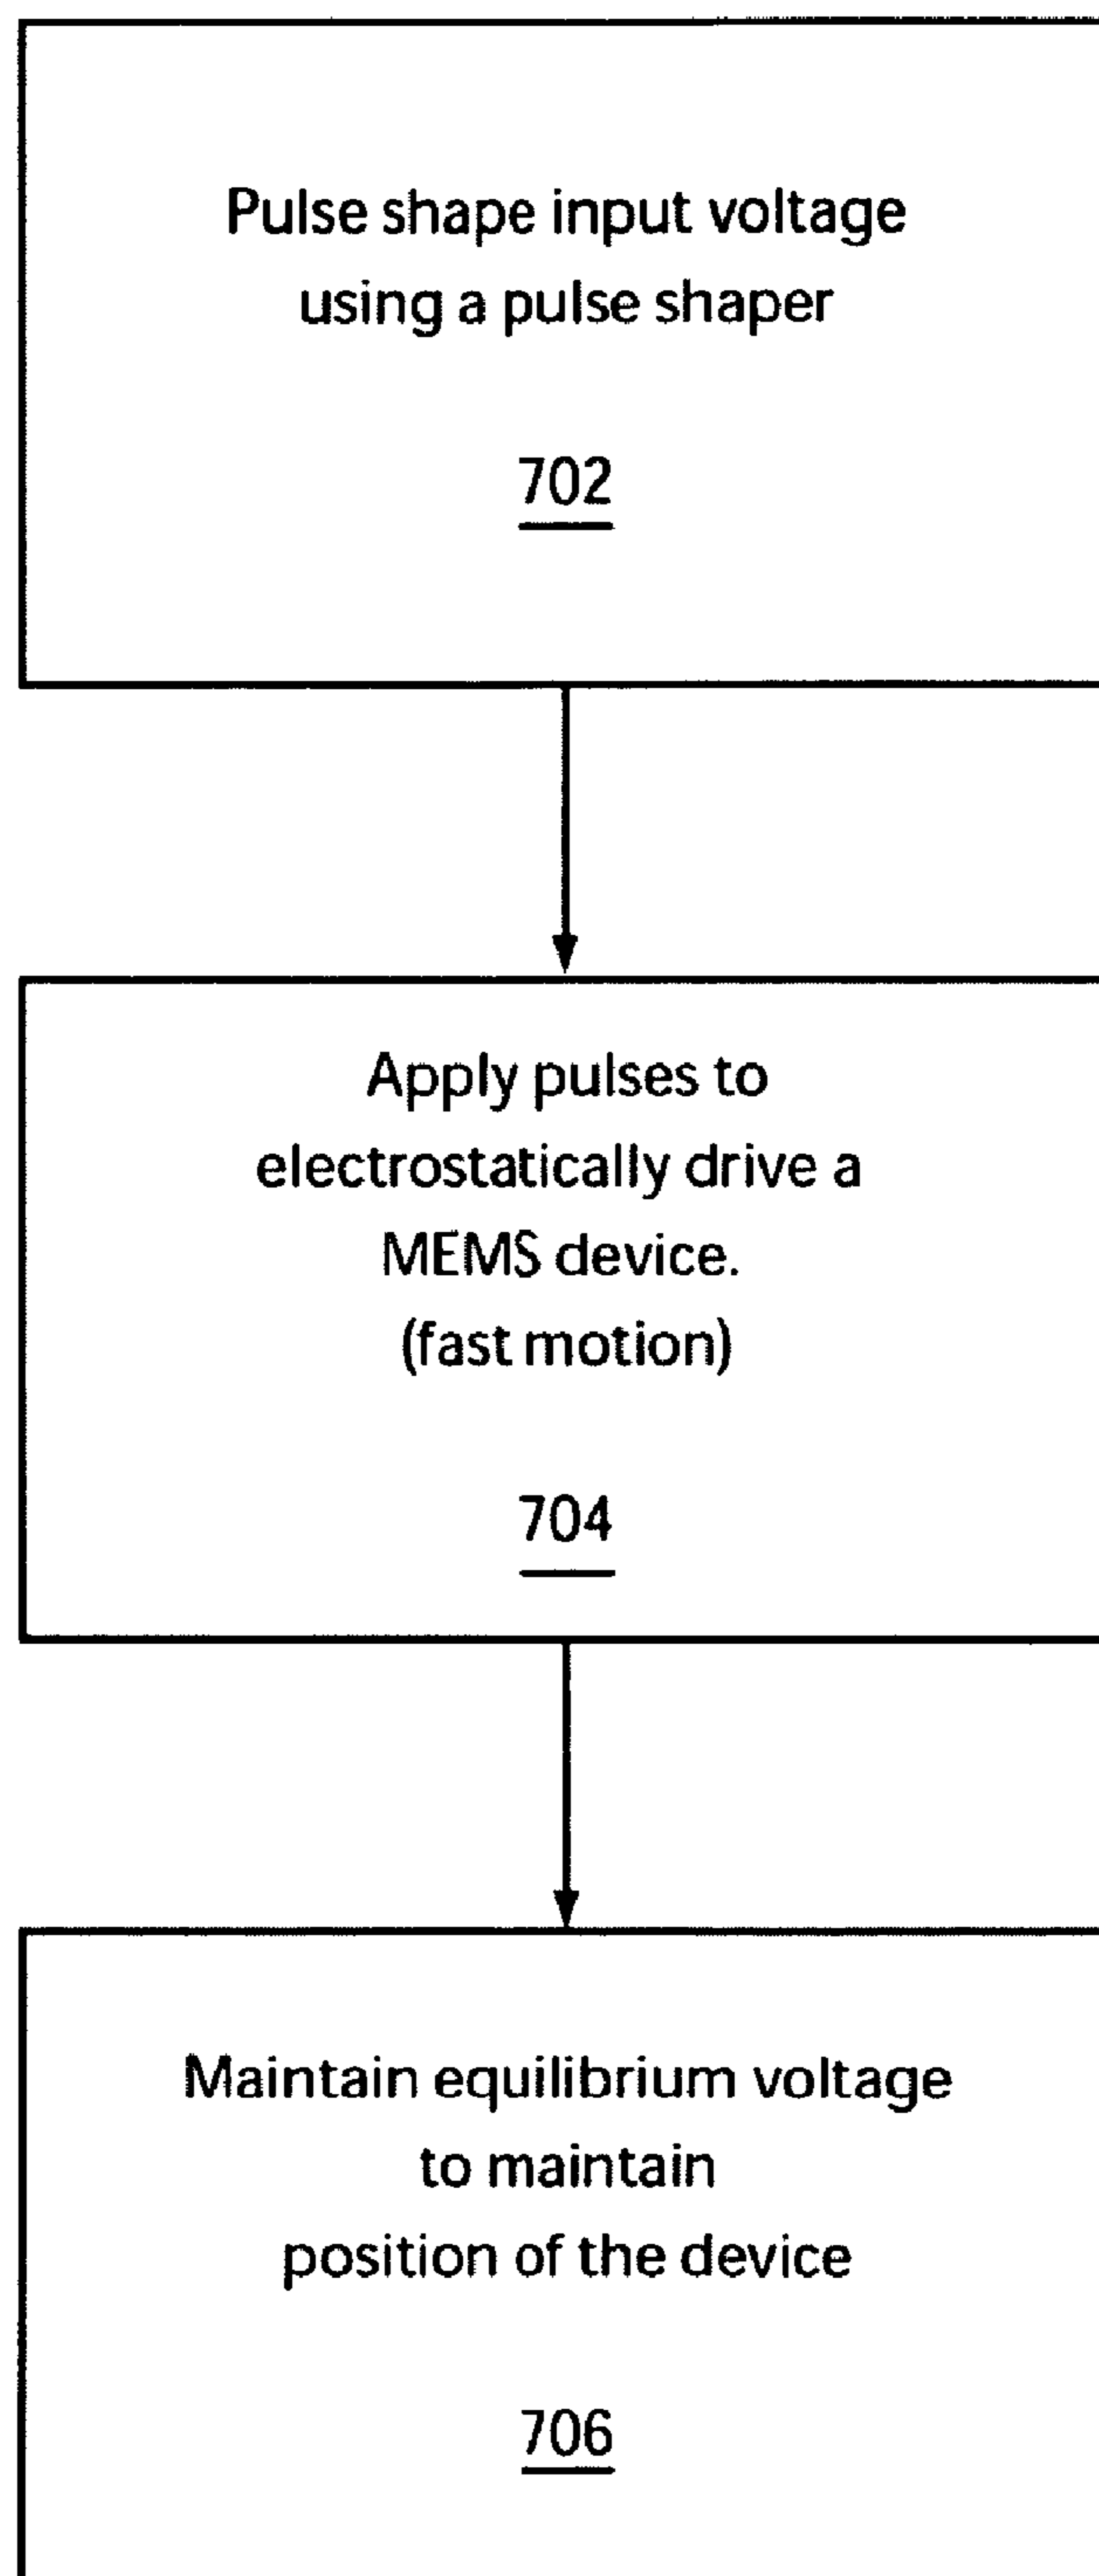 Pulse shape input voltage
using a pulse shaper
702
Apply pulses to
electrostatically drive a
MEMS device.
(fast motion)
704
Maintain equilibrium voltage
to maintain
position of the device
706